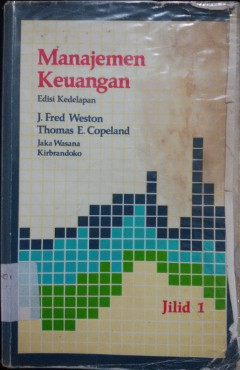 Manajemen
Keuangan
Edisi Kedelapan
J. Fred Weston
Thomas E. Copeland
Jaka Wasana
Kirbrandoko
Jilid 1